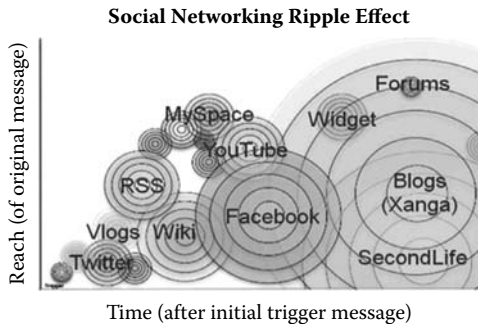 Social Networking Ripple Effect
Reach (of original message)
Forums
MySpace
Widget
YouTube
RSS
Blogs
(Xanga)
Facebook
Vlogs
Wiki
SecondLife
Twitter
Trigger
Time (after initial trigger message)